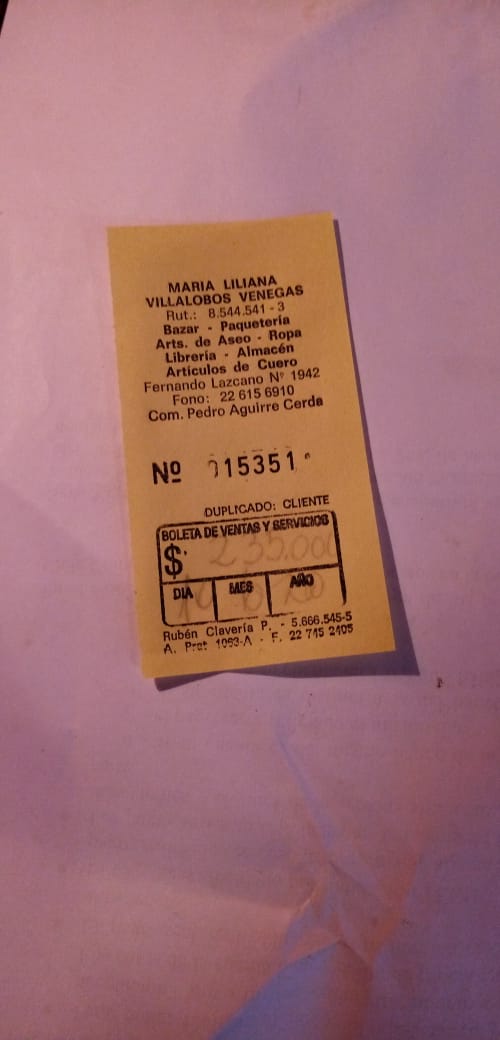 MARIA LILIANA
VILLALOBOS VENEGAS
Rut.: 8.544.541 - 3
Bazar - Paquetería
Arts. de Aseo - Ropa
Librería - Almacén
Artículos de Cuero
Fernando Lazcano Nº 1942
Fono: 22 615 6910
Com. Pedro Aguirre Cerda
Nº 015351
DUPLICADO: CLIENTE
BOLETA DE VENTAS Y SERVICIOS
$ 235.000
DIA MES AÑO
Rubén Clavería P. - 5.666.545-5
A. Prat 1093-A - F. 22 715 2105